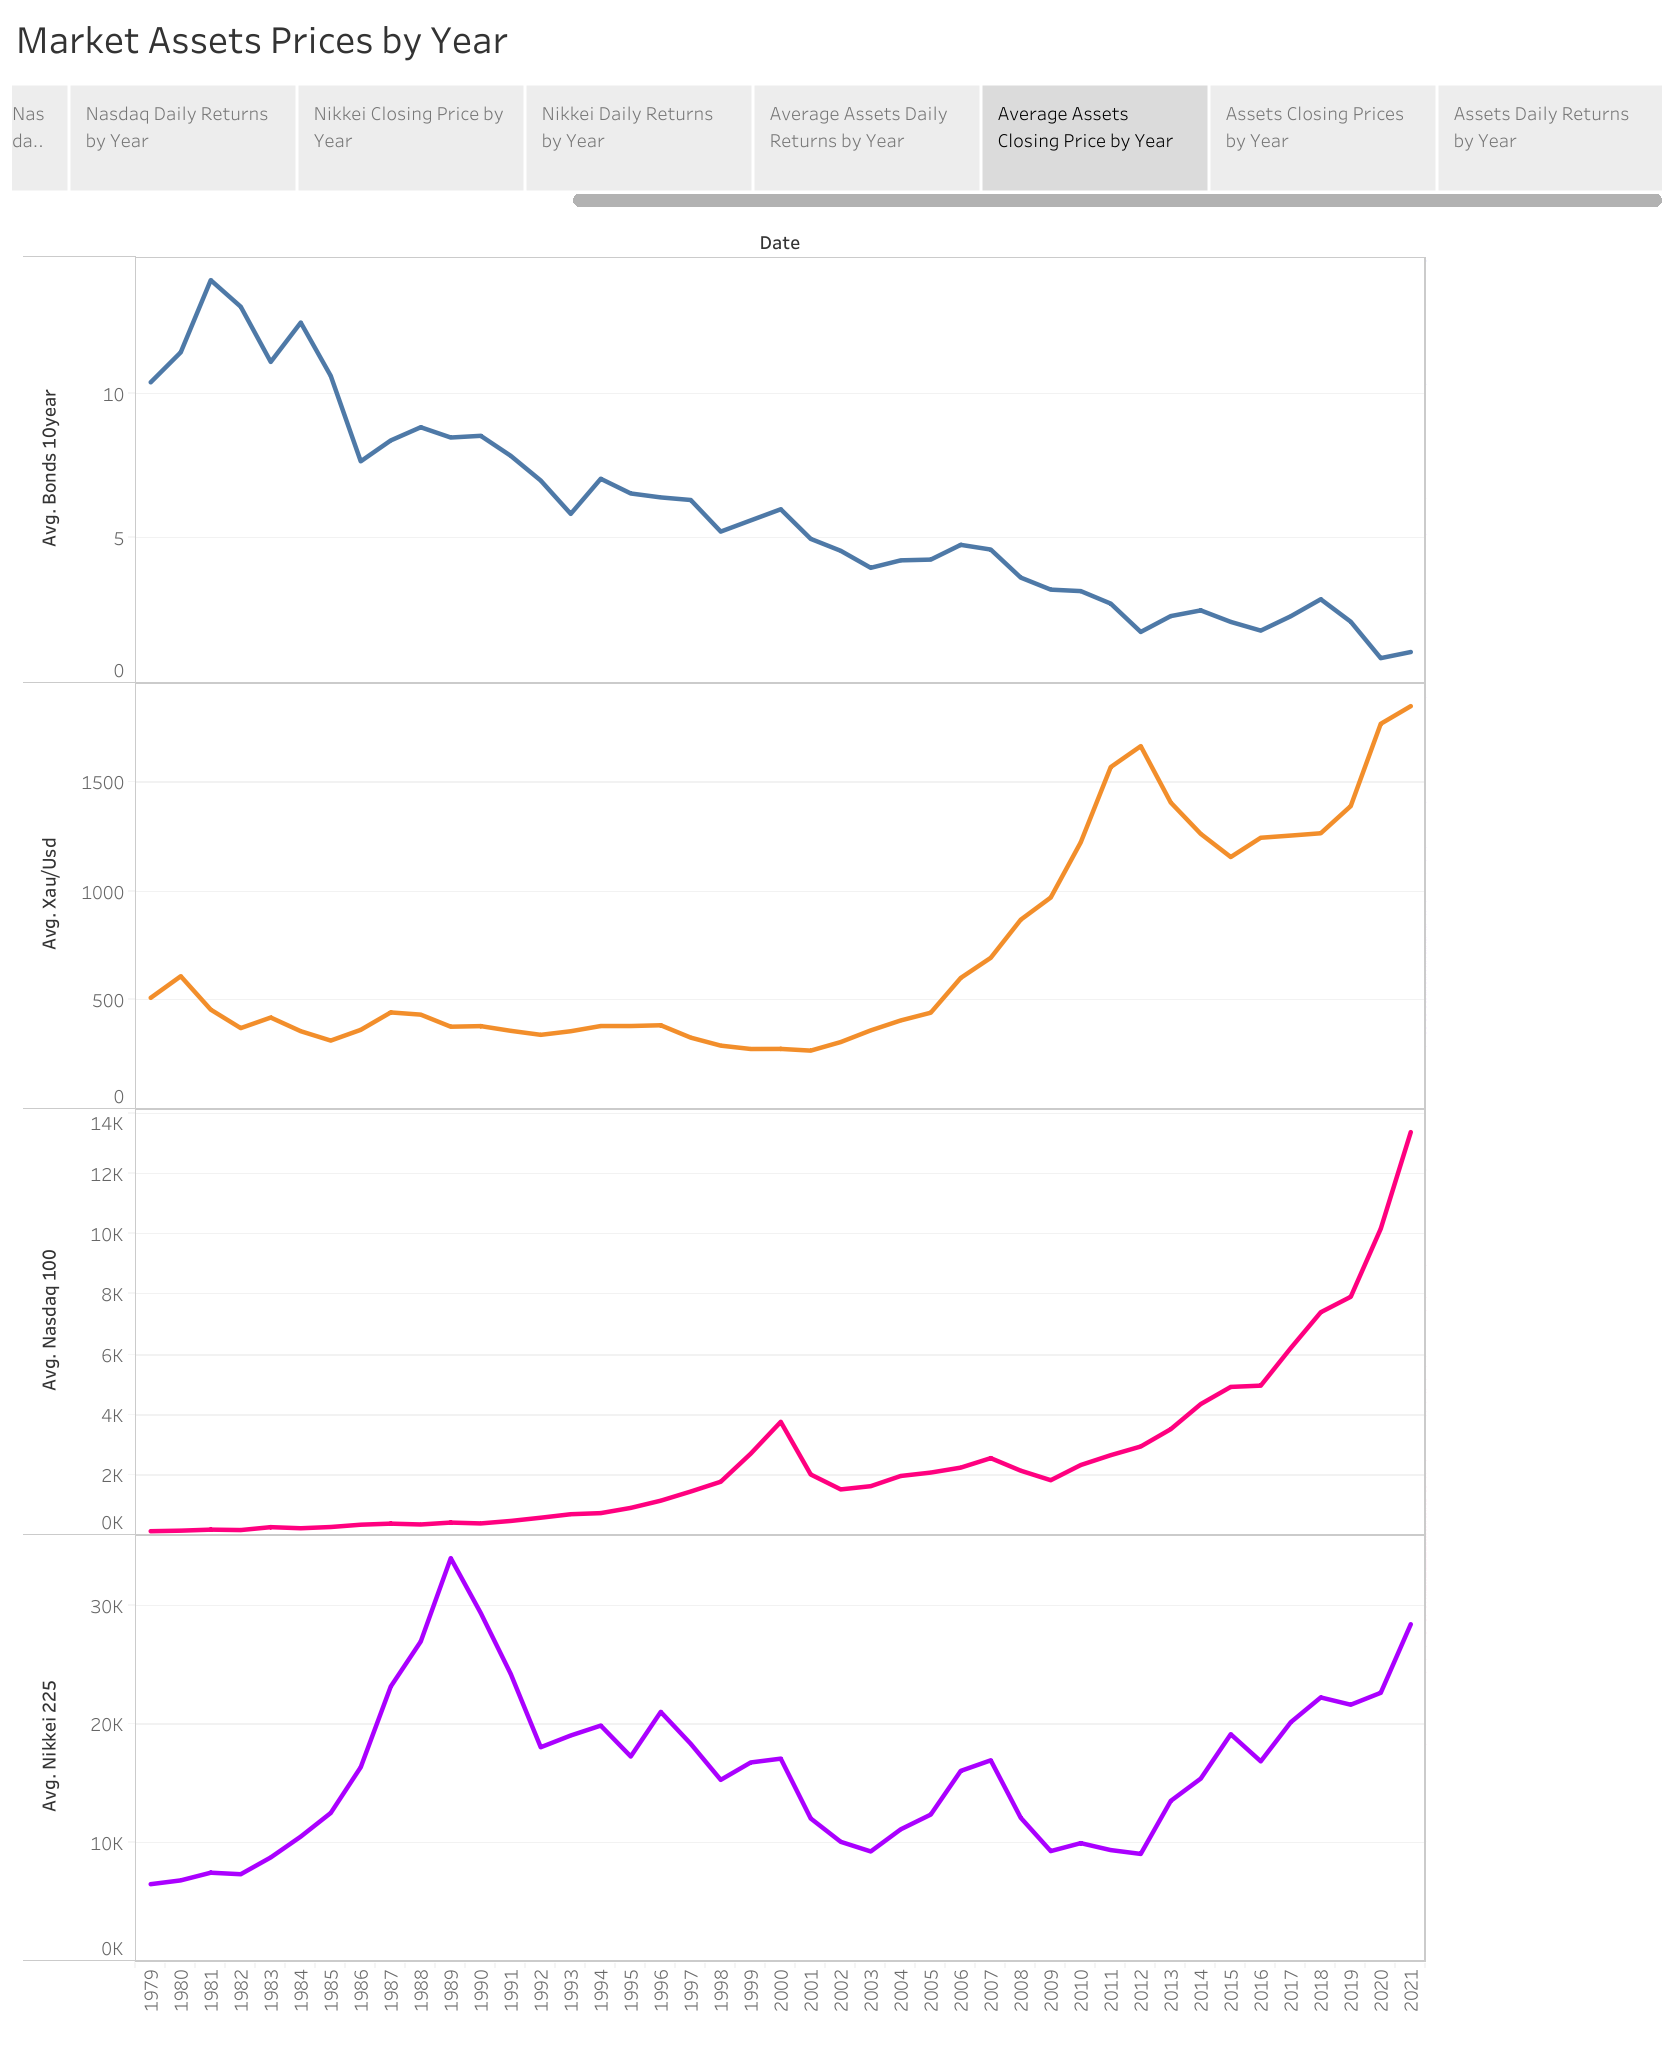 Market Assets Prices by Year
Nas
da..
Nasdaq Daily Returns
by Year
Nikkei Closing Price by
Year
Nikkei Daily Returns
by Year
Average Assets Daily
Returns by Year
Average Assets
Closing Price by Year
Assets Closing Prices
by Year
Assets Daily Returns
by Year
Date
Avg. Bonds 10year
10
5
0
Avg. Xau/Usd
1500
1000
500
0
Avg. Nasdaq 100
14K
12K
10K
8K
6K
4K
2K
0K
Avg. Nikkei 225
30K
20K
10K
0K
1979
1980
1981
1982
1983
1984
1985
1986
1987
1988
1989
1990
1991
1992
1993
1994
1995
1996
1997
1998
1999
2000
2001
2002
2003
2004
2005
2006
2007
2008
2009
2010
2011
2012
2013
2014
2015
2016
2017
2018
2019
2020
2021